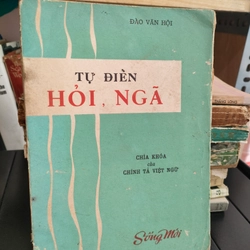 ĐÀO VĂN HỘI
TỰ ĐIỂN
HỎI, NGÃ
CHÌA KHÓA
của
CHÍNH TẢ VIỆT NGỮ
Sống Mới